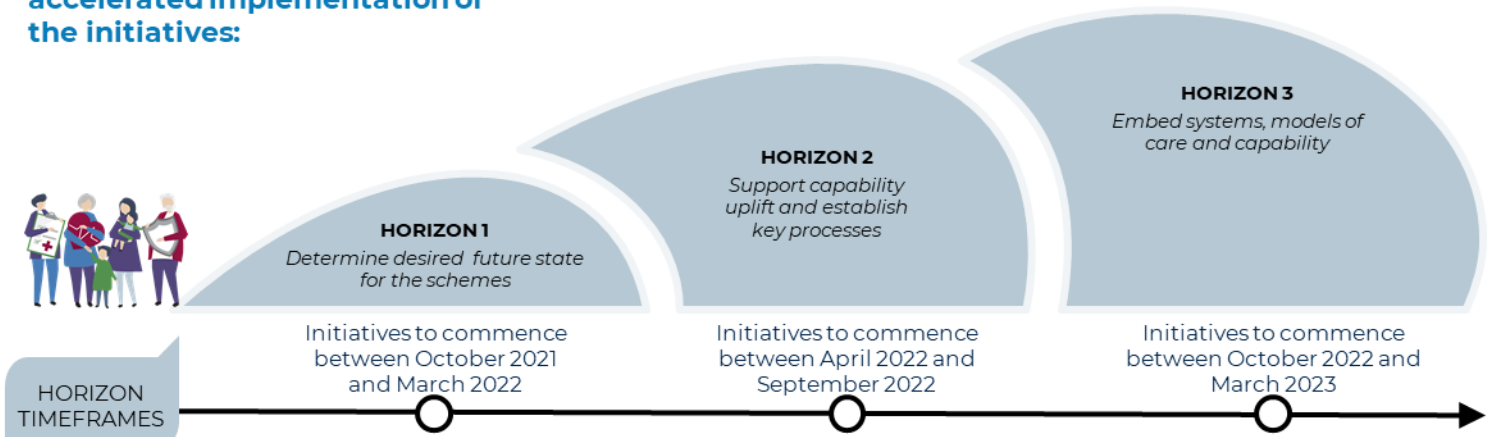 accelerated implementation of
the initiatives:
HORIZON 1
Determine desired future state
for the schemes
HORIZON 2
Support capability
uplift and establish
key processes
HORIZON 3
Embed systems, models of
care and capability
Initiatives to commence
between October 2021
and March 2022
Initiatives to commence
between April 2022 and
September 2022
Initiatives to commence
between October 2022 and
March 2023
HORIZON
TIMEFRAMES